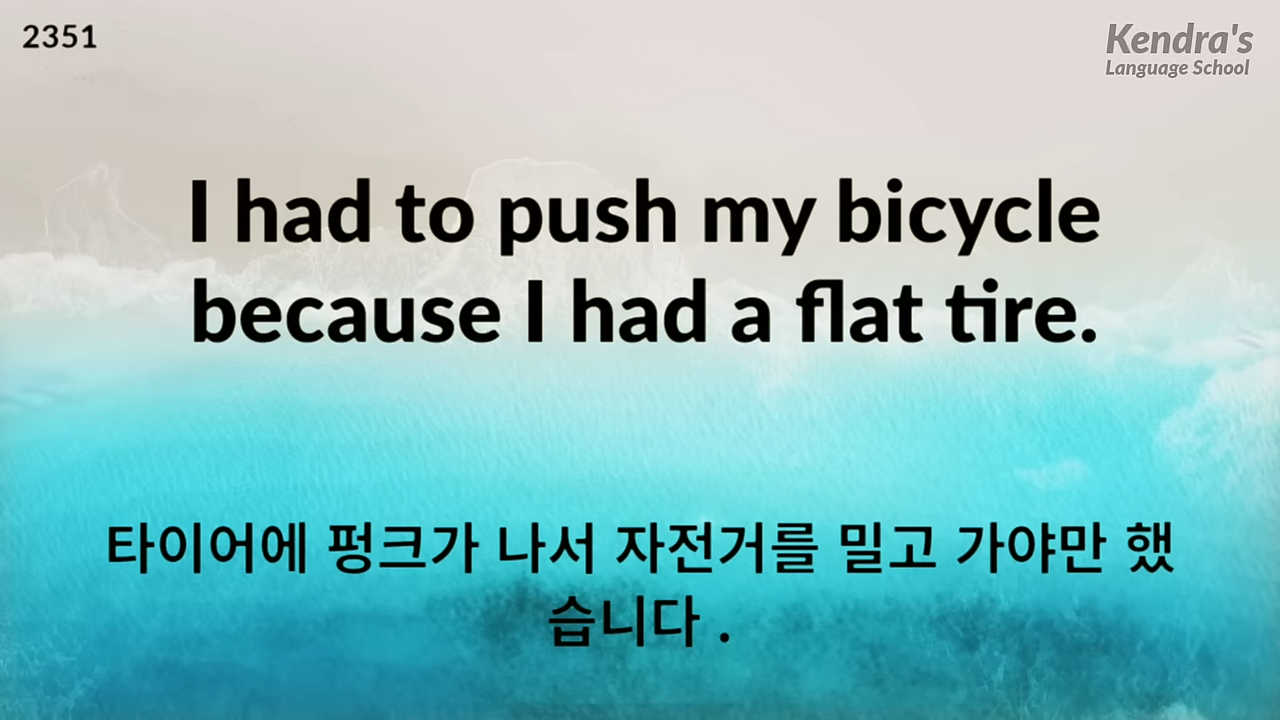 2351
Kendra's
Language School
I had to push my bicycle
because I had a flat tire.
타이어에 펑크가 나서 자전거를 밀고 가야만 했
습니다 .